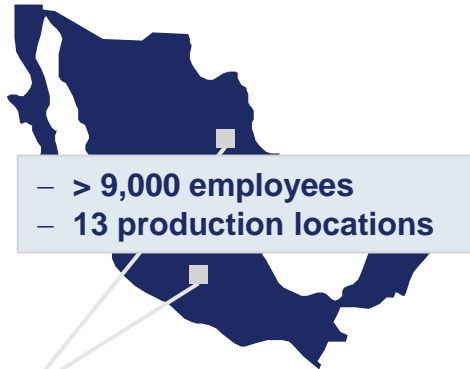 – > 9,000 employees
– 13 production locations